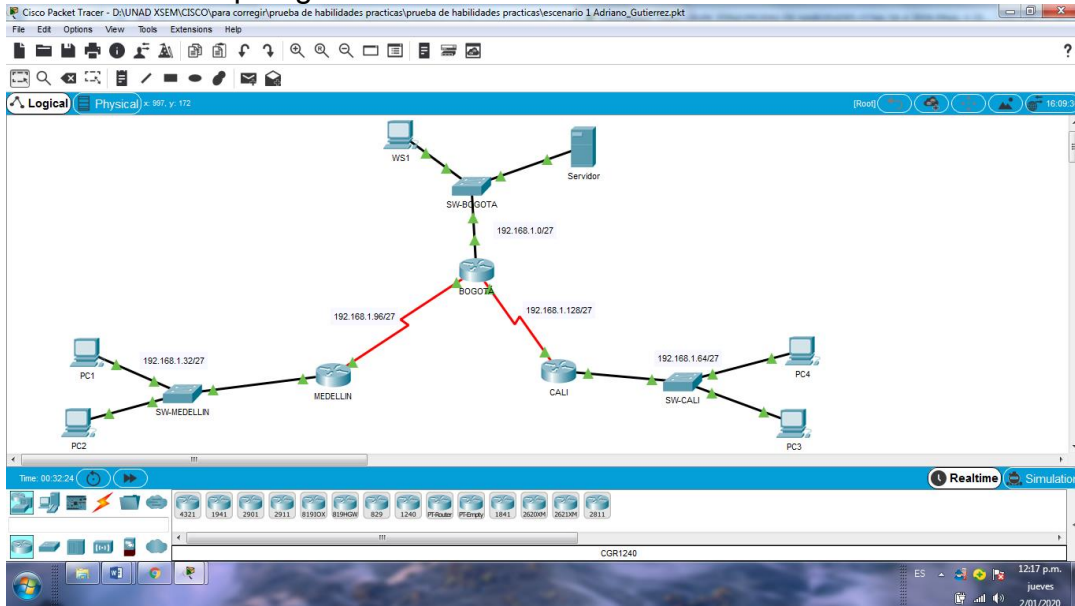 Cisco Packet Tracer - D:\UNAD XSEM\CISCO\para corregir\prueba de habilidades practicas\prueba de habilidades practicas\escenario 1 Adriano_Gutierrez.pkt
File Edit Options View Tools Extensions Help
?
Logical Physical x: 997, y: 172 [Root] 16:09:3
WS1
Servidor
SW-BOGOTA
192.168.1.0/27
BOGOTA
192.168.1.96/27
192.168.1.128/27
192.168.1.32/27
192.168.1.64/27
PC1
PC4
MEDELLIN
CALI
SW-MEDELLIN
SW-CALI
PC2
PC3
Time: 00:32:24 Realtime Simulation
4321 1941 2901 2911 819IOX 819HGW 829 1240 PT-Router PT-Empty 1841 2620XM 2621XM 2811
CGR1240
ES 12:17 p.m.
jueves
2/01/2020